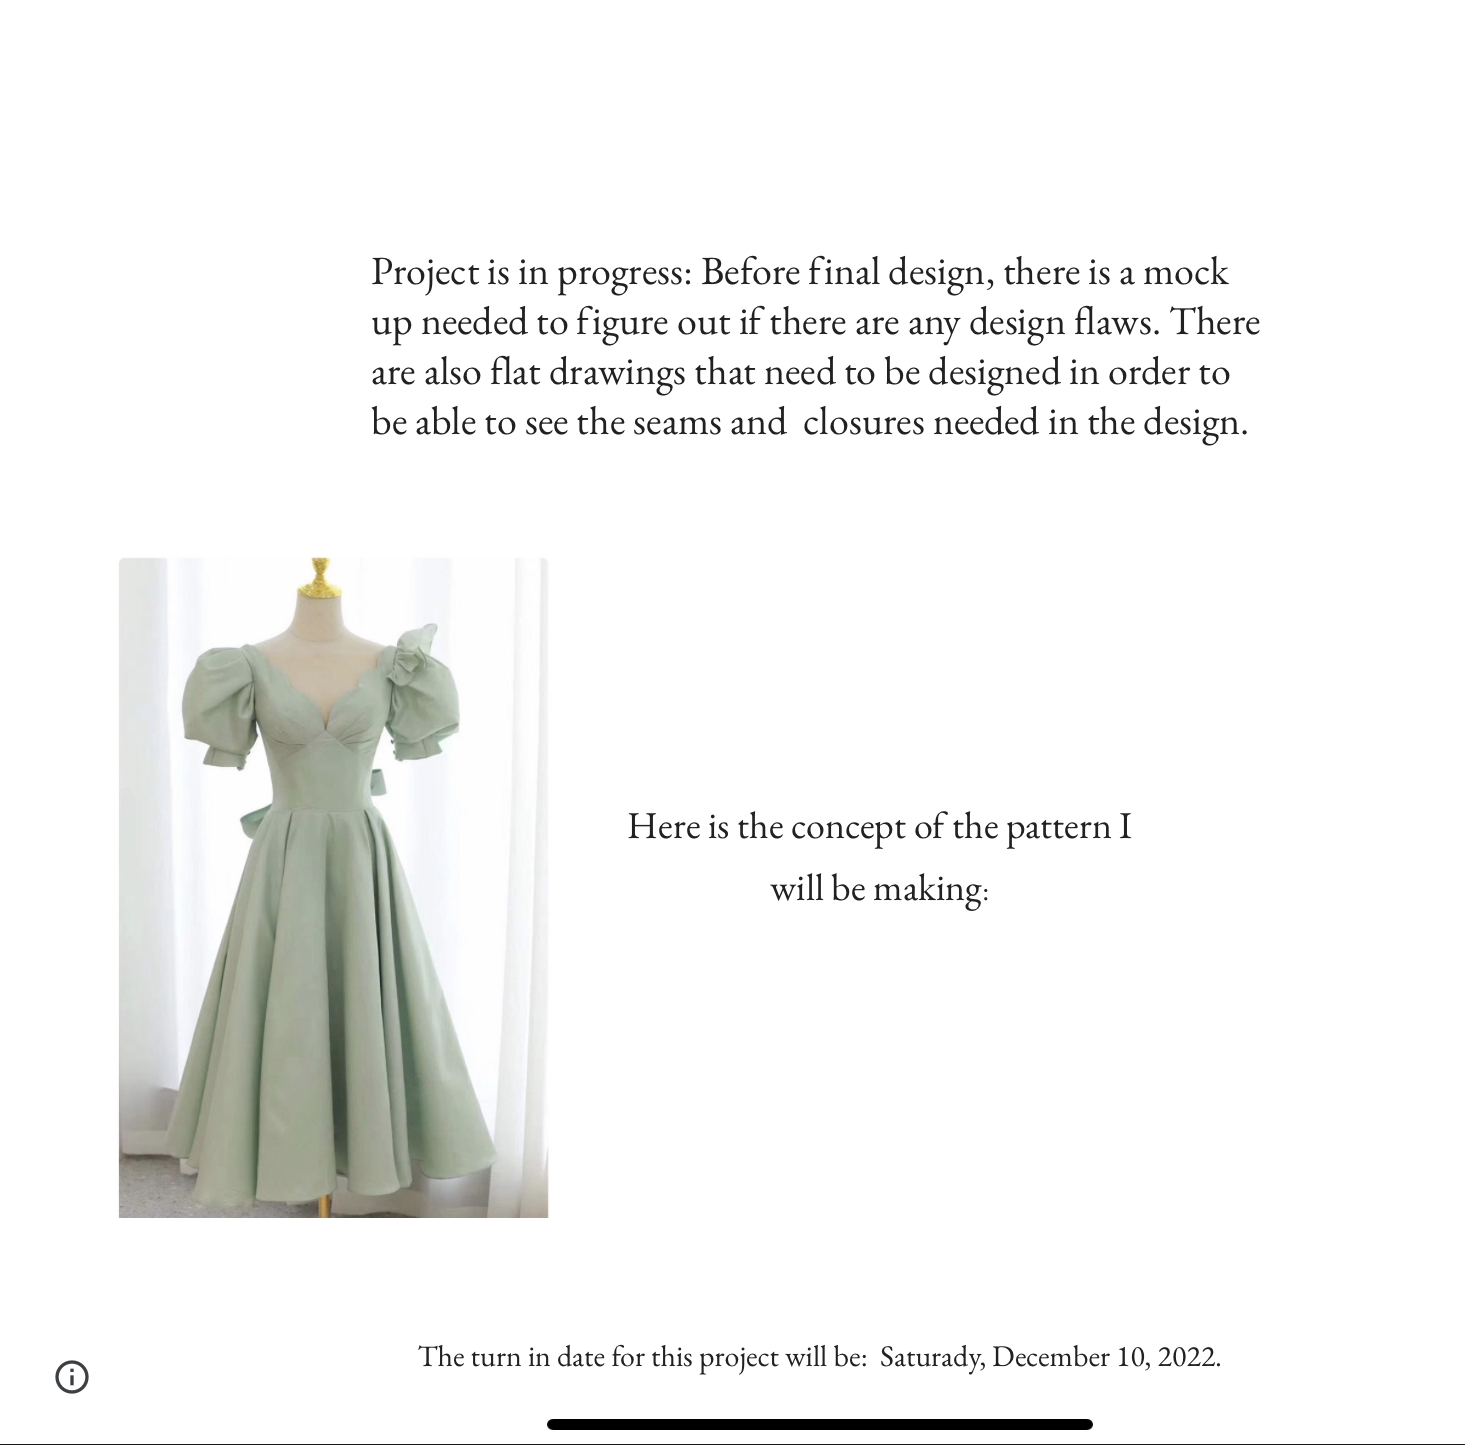 Project is in progress: Before final design, there is a mock
up needed to figure out if there are any design flaws. There
are also flat drawings that need to be designed in order to
be able to see the seams and  closures needed in the design.
Here is the concept of the pattern I
will be making:
The turn in date for this project will be:  Saturady, December 10, 2022.